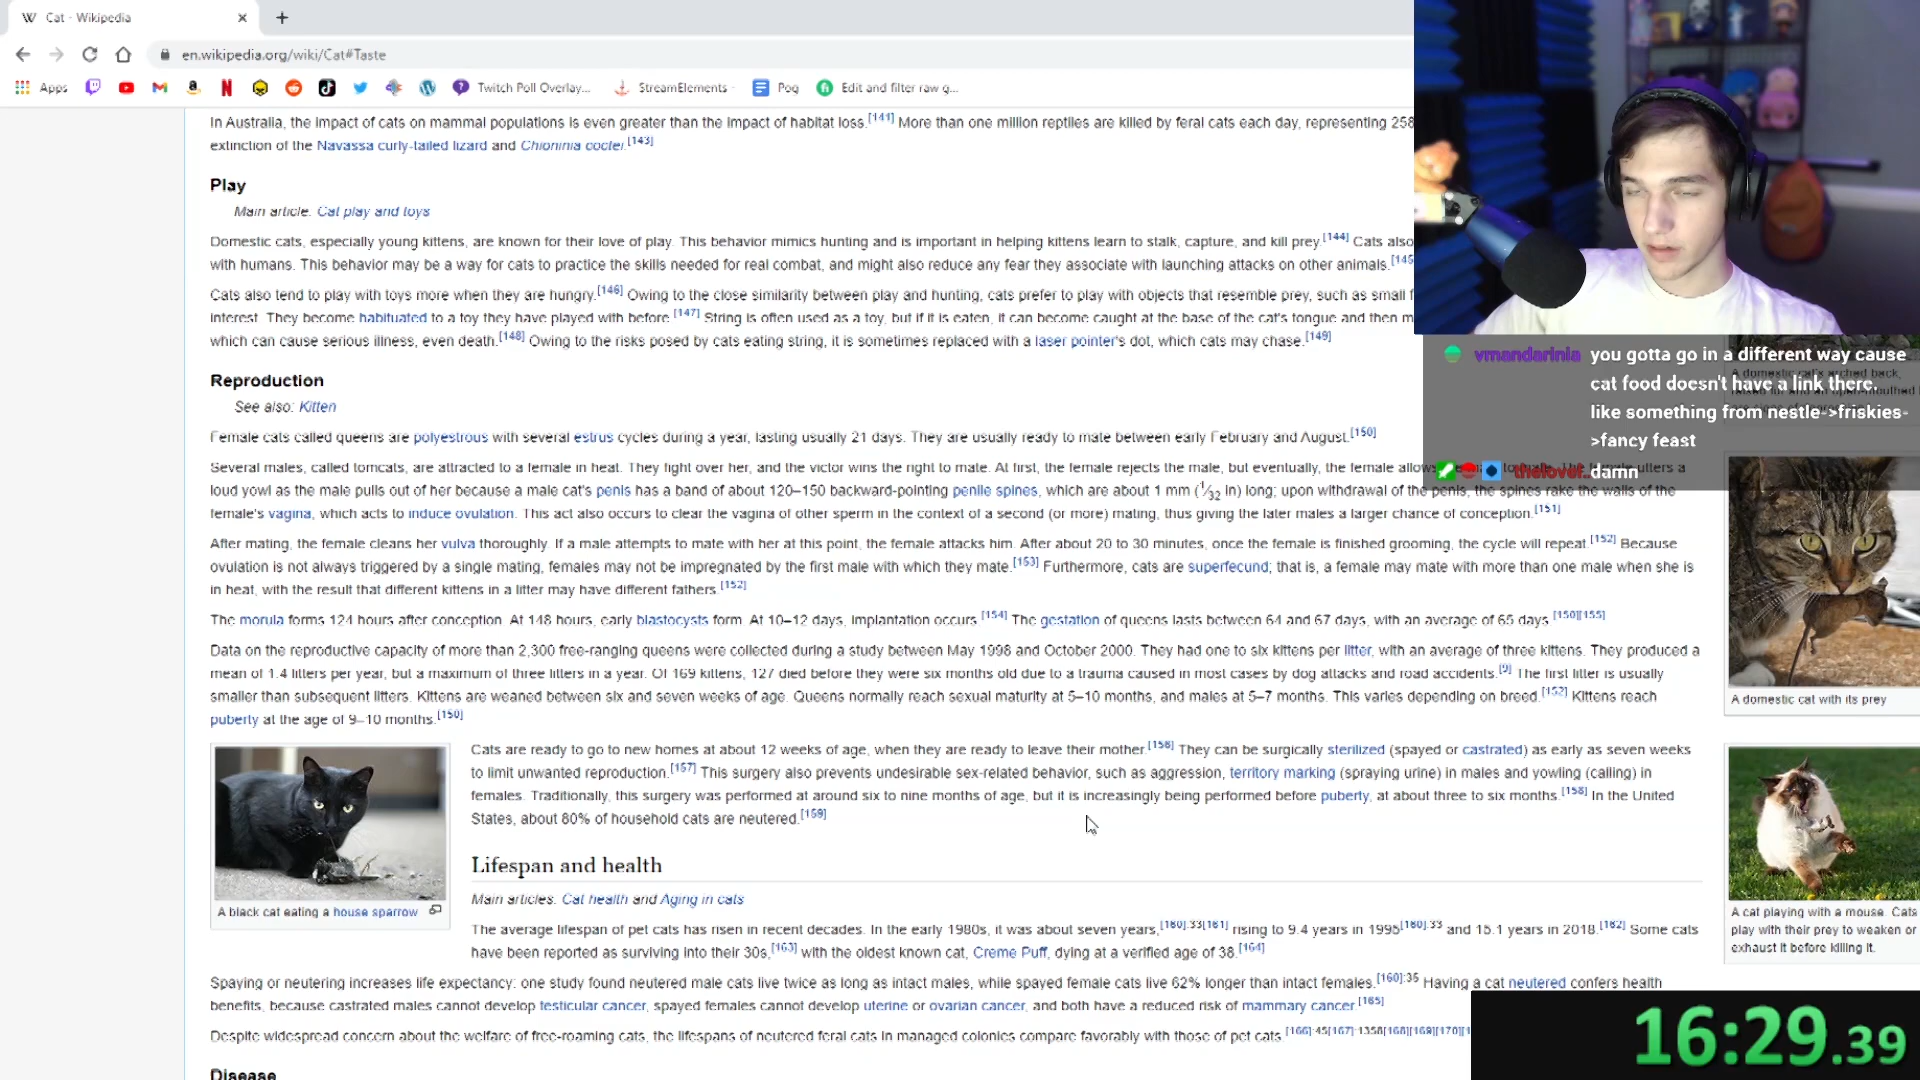 Cat - Wikipedia
en.wikipedia.org/wiki/Cat#Taste
Apps
Twitch Poll Overlay...
StreamElements -
Pog
Edit and filter raw g...
In Australia, the impact of cats on mammal populations is even greater than the impact of habitat loss.[141] More than one million reptiles are killed by feral cats each day, representing 258
extinction of the Navassa curly-tailed lizard and Chioninia coctei.[143]
Play
Main article: Cat play and toys
Domestic cats, especially young kittens, are known for their love of play. This behavior mimics hunting and is important in helping kittens learn to stalk, capture, and kill prey.[144] Cats also
with humans. This behavior may be a way for cats to practice the skills needed for real combat, and might also reduce any fear they associate with launching attacks on other animals.[145
Cats also tend to play with toys more when they are hungry.[146] Owing to the close similarity between play and hunting, cats prefer to play with objects that resemble prey, such as small f
interest. They become habituated to a toy they have played with before.[147] String is often used as a toy, but if it is eaten, it can become caught at the base of the cat's tongue and then m
which can cause serious illness, even death.[148] Owing to the risks posed by cats eating string, it is sometimes replaced with a laser pointer's dot, which cats may chase.[149]
vmandarinia you gotta go in a different way cause
cat food doesn't have a link there.
like something from nestle->friskies-
>fancy feast
thelovef.. damn
Reproduction
See also: Kitten
Female cats called queens are polyestrous with several estrus cycles during a year, lasting usually 21 days. They are usually ready to mate between early February and August.[150]
Several males, called tomcats, are attracted to a female in heat. They fight over her, and the victor wins the right to mate. At first, the female rejects the male, but eventually, the female allows utters a
loud yowl as the male pulls out of her because a male cat's penis has a band of about 120–150 backward-pointing penile spines, which are about 1 mm (1⁄32 in) long; upon withdrawal of the penis, the spines rake the walls of the
female's vagina, which acts to induce ovulation. This act also occurs to clear the vagina of other sperm in the context of a second (or more) mating, thus giving the later males a larger chance of conception.[151]
After mating, the female cleans her vulva thoroughly. If a male attempts to mate with her at this point, the female attacks him. After about 20 to 30 minutes, once the female is finished grooming, the cycle will repeat.[152] Because
ovulation is not always triggered by a single mating, females may not be impregnated by the first male with which they mate.[153] Furthermore, cats are superfecund; that is, a female may mate with more than one male when she is
in heat, with the result that different kittens in a litter may have different fathers.[152]
The morula forms 124 hours after conception. At 148 hours, early blastocysts form. At 10–12 days, implantation occurs.[154] The gestation of queens lasts between 64 and 67 days, with an average of 65 days.[150][155]
Data on the reproductive capacity of more than 2,300 free-ranging queens were collected during a study between May 1998 and October 2000. They had one to six kittens per litter, with an average of three kittens. They produced a
mean of 1.4 litters per year, but a maximum of three litters in a year. Of 169 kittens, 127 died before they were six months old due to a trauma caused in most cases by dog attacks and road accidents.[9] The first litter is usually
smaller than subsequent litters. Kittens are weaned between six and seven weeks of age. Queens normally reach sexual maturity at 5–10 months, and males at 5–7 months. This varies depending on breed.[152] Kittens reach
puberty at the age of 9–10 months.[150]
A domestic cat with its prey
Cats are ready to go to new homes at about 12 weeks of age, when they are ready to leave their mother.[156] They can be surgically sterilized (spayed or castrated) as early as seven weeks
to limit unwanted reproduction.[157] This surgery also prevents undesirable sex-related behavior, such as aggression, territory marking (spraying urine) in males and yowling (calling) in
females. Traditionally, this surgery was performed at around six to nine months of age, but it is increasingly being performed before puberty, at about three to six months.[158] In the United
States, about 80% of household cats are neutered.[159]
A black cat eating a house sparrow
A cat playing with a mouse. Cats
play with their prey to weaken or
exhaust it before killing it.
Lifespan and health
Main articles: Cat health and Aging in cats
The average lifespan of pet cats has risen in recent decades. In the early 1980s, it was about seven years,[160]:33[161] rising to 9.4 years in 1995[160]:33 and 15.1 years in 2018.[162] Some cats
have been reported as surviving into their 30s,[163] with the oldest known cat, Creme Puff, dying at a verified age of 38.[164]
Spaying or neutering increases life expectancy: one study found neutered male cats live twice as long as intact males, while spayed female cats live 62% longer than intact females.[160]:35 Having a cat neutered confers health
benefits, because castrated males cannot develop testicular cancer, spayed females cannot develop uterine or ovarian cancer, and both have a reduced risk of mammary cancer.[165]
Despite widespread concern about the welfare of free-roaming cats, the lifespans of neutered feral cats in managed colonies compare favorably with those of pet cats.[166]:45[167]:1358[168][169][170][1
Disease
16:29.39